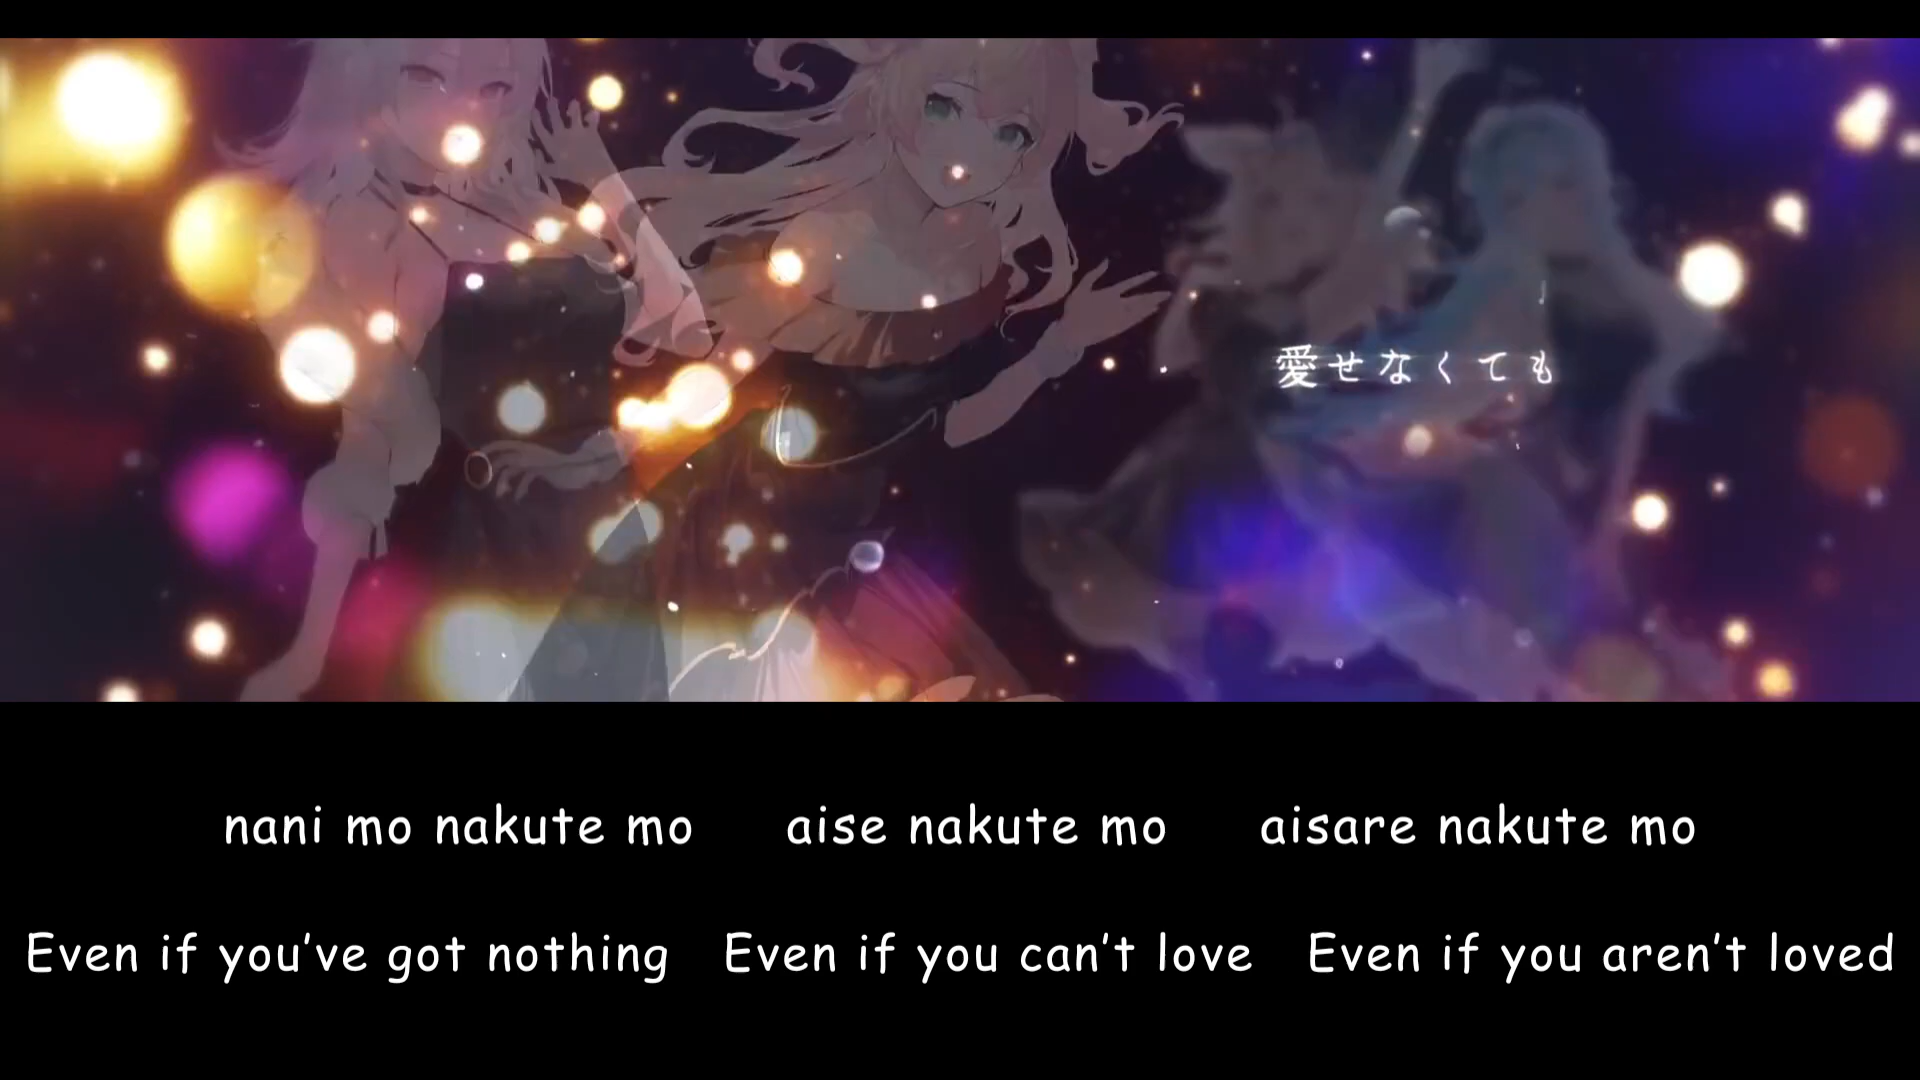 愛せなくても
nani mo nakute mo aise nakute mo aisare nakute mo
Even if you've got nothing Even if you can't love Even if you aren't loved